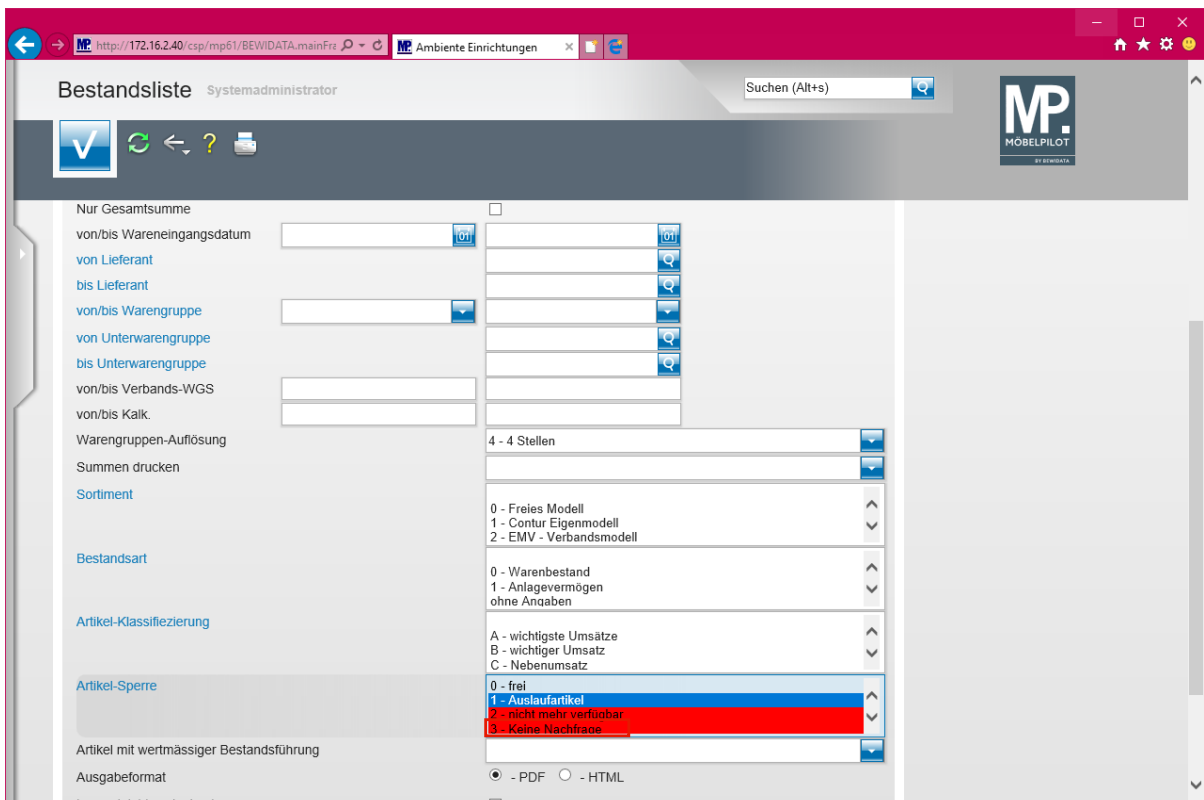 http://172.16.2.40/csp/mp61/BEWIDATA.mainFra
MP. Ambiente Einrichtungen
Bestandsliste Systemadministrator
Suchen (Alt+s)
MP.
MÖBELPILOT
BY BEWIDATA
Nur Gesamtsumme
von/bis Wareneingangsdatum
von Lieferant
bis Lieferant
von/bis Warengruppe
von Unterwarengruppe
bis Unterwarengruppe
von/bis Verbands-WGS
von/bis Kalk.
Warengruppen-Auflösung 4 - 4 Stellen
Summen drucken
Sortiment
0 - Freies Modell
1 - Contur Eigenmodell
2 - EMV - Verbandsmodell
Bestandsart
0 - Warenbestand
1 - Anlagevermögen
ohne Angaben
Artikel-Klassifiezierung
A - wichtigste Umsätze
B - wichtiger Umsatz
C - Nebenumsatz
Artikel-Sperre 0 - frei
1 - Auslaufartikel
2 - nicht mehr verfügbar
3 - Keine Nachfrage
Artikel mit wertmässiger Bestandsführung
Ausgabeformat - PDF - HTML